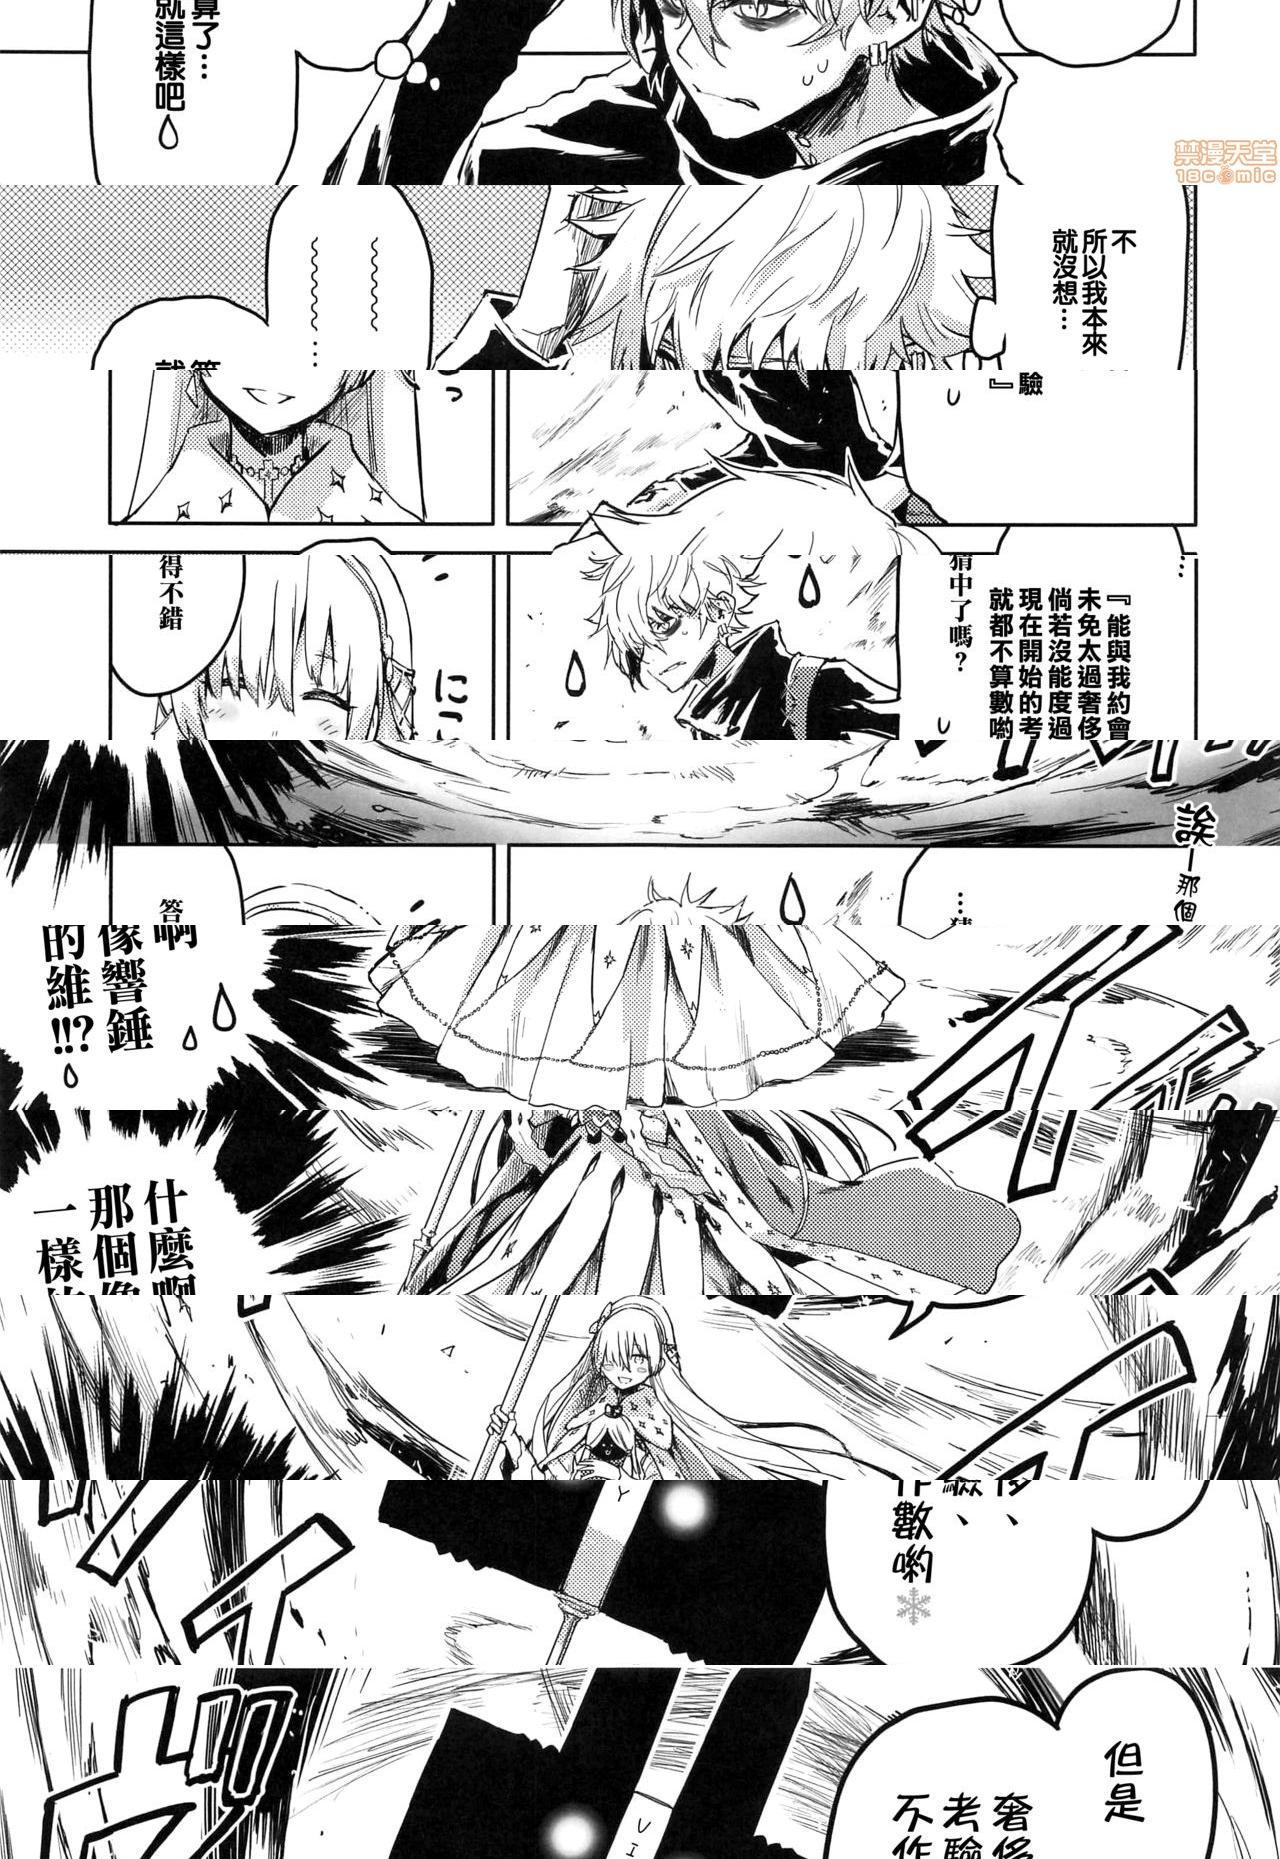 算了…
就這樣吧
禁漫天堂
18comic
不
所以我本來
就沒想…
驗
』
…
『能與我約會
未免太過奢侈
倘若沒能度過
現在開始的考
就都不算數喲
猜中了嗎？
得不錯
にこ
誒ー那個
答
啊
像響錘
的維!!?
什麼
那個
一樣
Y
數喲
但是
奢侈
考驗
不作
VI